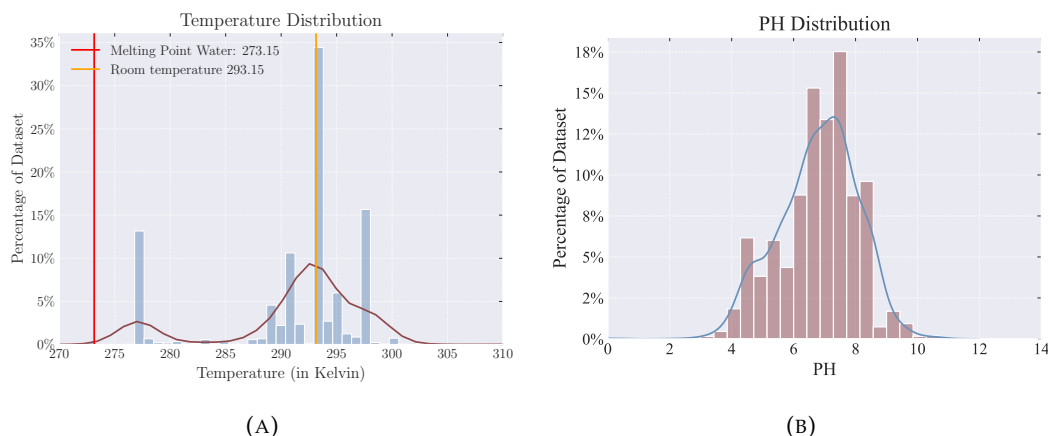 Temperature Distribution
Melting Point Water: 273.15
Room temperature 293.15
Percentage of Dataset
35%
30%
25%
20%
15%
10%
5%
0%
270 275 280 285 290 295 300 305 310
Temperature (in Kelvin)
(A)
PH Distribution
Percentage of Dataset
18%
15%
12%
10%
8%
5%
2%
0%
0 2 4 6 8 10 12 14
PH
(B)